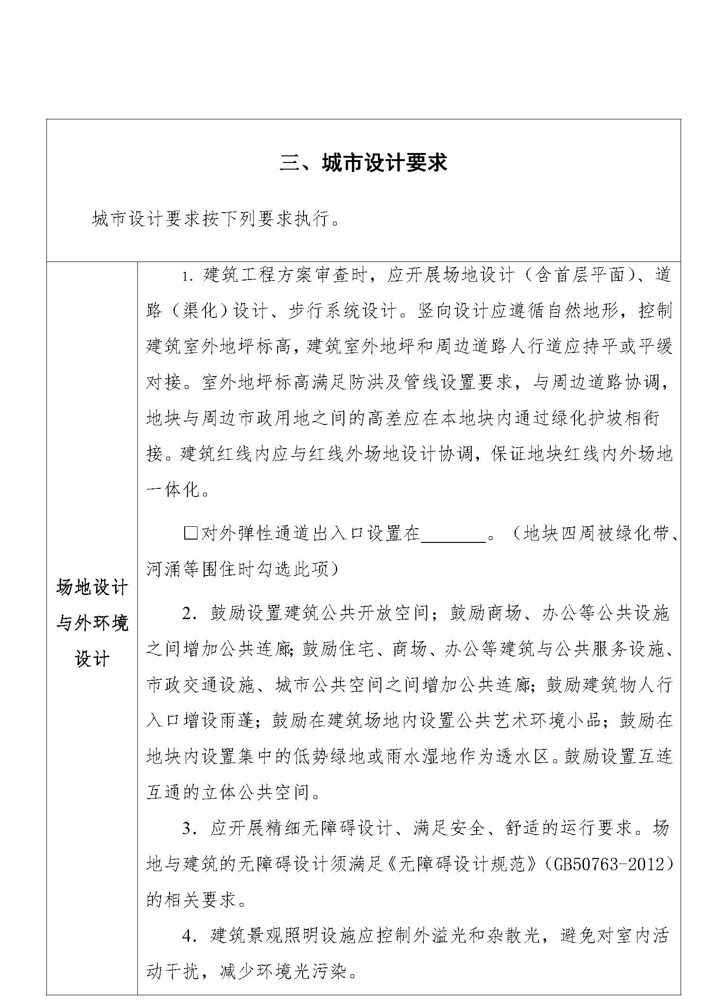 三、城市设计要求
城市设计要求按下列要求执行。
场地设计
与外环境
设计
1. 建筑工程方案审查时，应开展场地设计（含首层平面）、道
路（渠化）设计、步行系统设计。竖向设计应遵循自然地形，控制
建筑室外地坪标高，建筑室外地坪和周边道路人行道应持平或平缓
对接。室外地坪标高满足防洪及管线设置要求，与周边道路协调，
地块与周边市政用地之间的高差应在本地块内通过绿化护坡相衔
接。建筑红线内应与红线外场地设计协调，保证地块红线内外场地
一体化。
□对外弹性通道出入口设置在_______。（地块四周被绿化带、
河涌等围住时勾选此项）
2. 鼓励设置建筑公共开放空间；鼓励商场、办公等公共设施
之间增加公共连廊；鼓励住宅、商场、办公等建筑与公共服务设施、
市政交通设施、城市公共空间之间增加公共连廊；鼓励建筑物人行
入口增设雨蓬；鼓励在建筑场地内设置公共艺术环境小品；鼓励在
地块内设置集中的低势绿地或雨水湿地作为透水区。鼓励设置互连
互通的立体公共空间。
3. 应开展精细无障碍设计、满足安全、舒适的运行要求。场
地与建筑的无障碍设计须满足《无障碍设计规范》（GB50763-2012）
的相关要求。
4. 建筑景观照明设施应控制外溢光和杂散光，避免对室内活
动干扰，减少环境光污染。